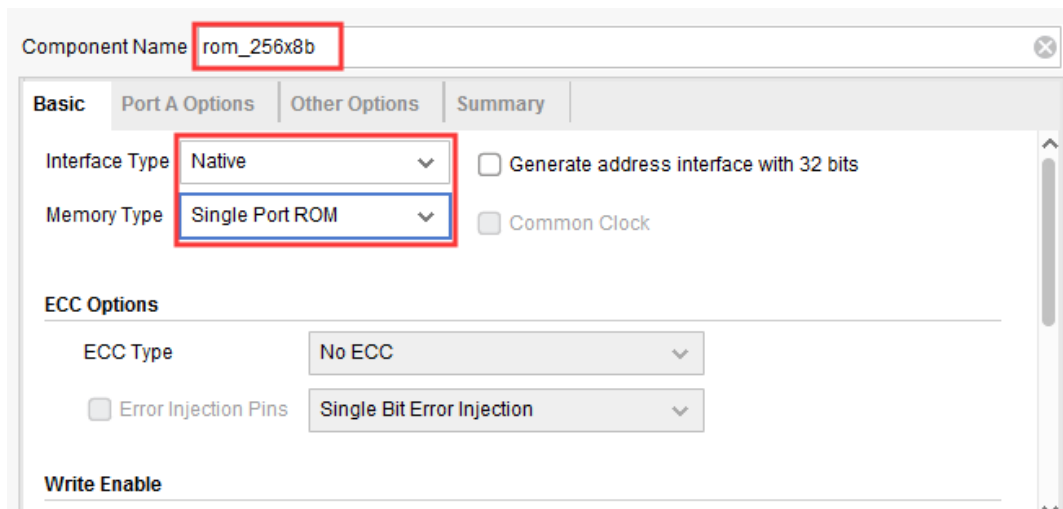 Component Name rom_256x8b
Basic Port A Options Other Options Summary
Interface Type Native Generate address interface with 32 bits
Memory Type Single Port ROM Common Clock
ECC Options
ECC Type No ECC
Error Injection Pins Single Bit Error Injection
Write Enable